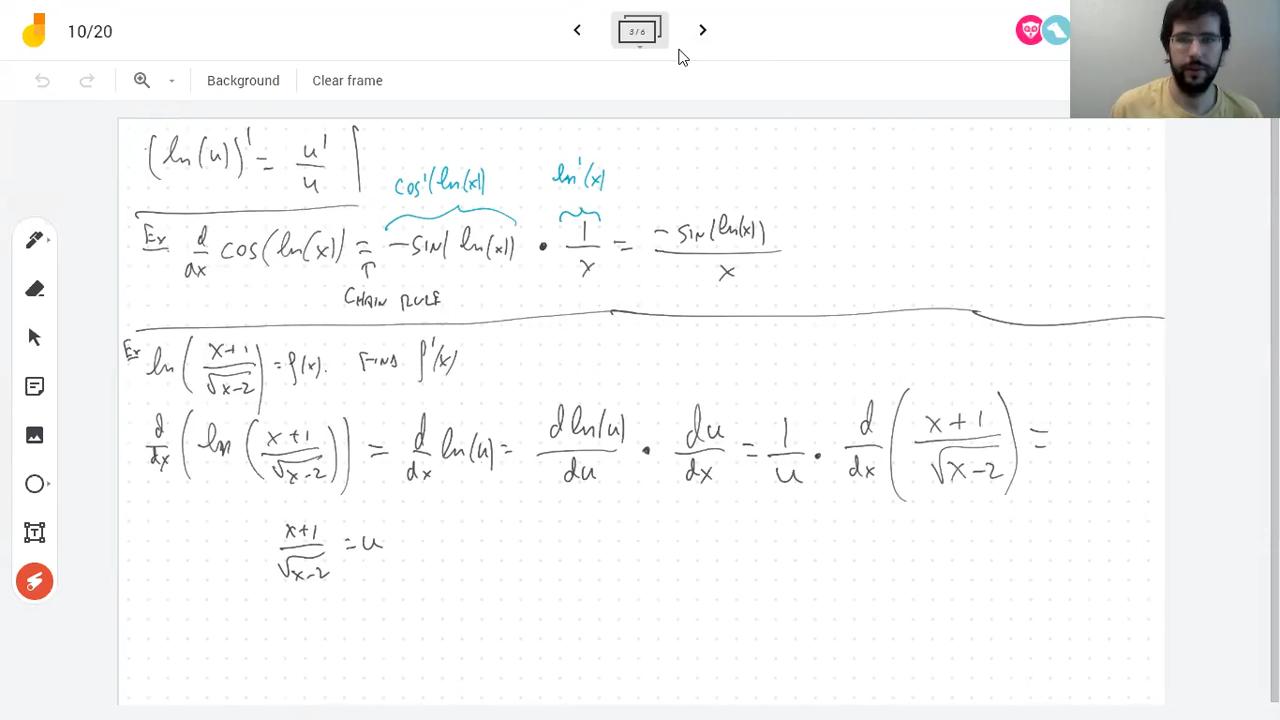 10/20
3 / 6
Background
Clear frame
(ln(u))' = u'/u
cos'(ln(x)) ln'(x)
Ex d/dx cos(ln(x)) = -SIN(ln(x)) • 1/x = -SIN(ln(x))/x
CHAIN RULE
Ex ln((x+1)/√(x-2)) = f(x). FIND f'(x)
d/dx (ln((x+1)/√(x-2))) = d/dx ln(u) = d ln(u)/du • du/dx = 1/u • d/dx ((x+1)/√(x-2)) =
(x+1)/√(x-2) = u